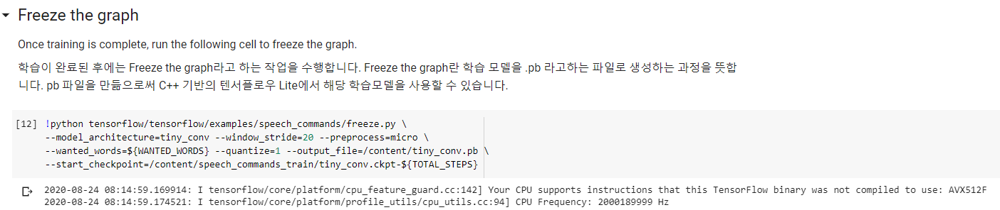 Freeze the graph
Once training is complete, run the following cell to freeze the graph.
학습이 완료된 후에는 Freeze the graph라고 하는 작업을 수행합니다. Freeze the graph란 학습 모델을 .pb 라고하는 파일로 생성하는 과정을 뜻합
니다. pb 파일을 만듦으로써 C++ 기반의 텐서플로우 Lite에서 해당 학습모델을 사용할 수 있습니다.
[12] !python tensorflow/tensorflow/examples/speech_commands/freeze.py \
--model_architecture=tiny_conv --window_stride=20 --preprocess=micro \
--wanted_words=${WANTED_WORDS} --quantize=1 --output_file=/content/tiny_conv.pb \
--start_checkpoint=/content/speech_commands_train/tiny_conv.ckpt-${TOTAL_STEPS}
2020-08-24 08:14:59.169914: I tensorflow/core/platform/cpu_feature_guard.cc:142] Your CPU supports instructions that this TensorFlow binary was not compiled to use: AVX512F
2020-08-24 08:14:59.174521: I tensorflow/core/platform/profile_utils/cpu_utils.cc:94] CPU Frequency: 2000189999 Hz